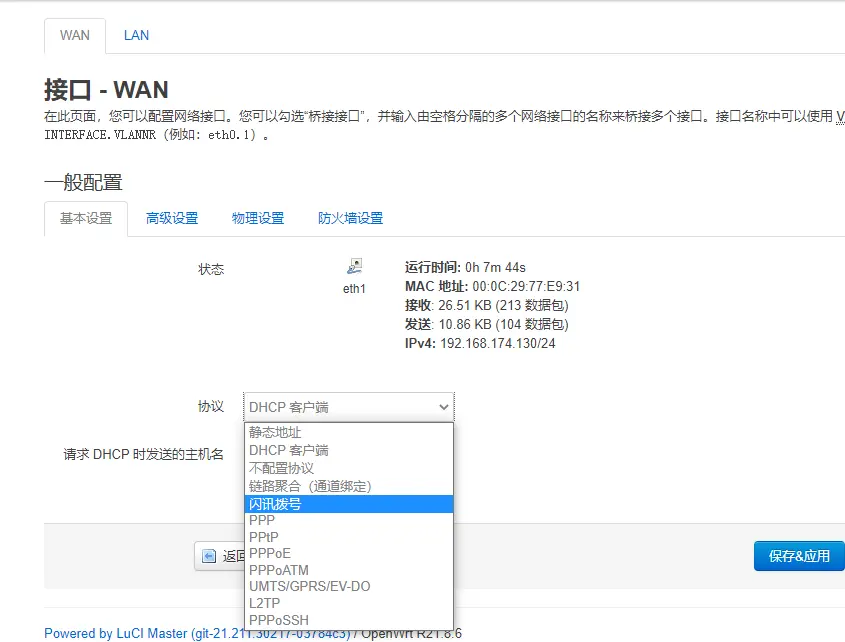 WAN
LAN
接口 - WAN
在此页面，您可以配置网络接口。您可以勾选“桥接接口”，并输入由空格分隔的多个网络接口的名称来桥接多个接口。接口名称中可以使用 V
INTERFACE.VLANNR（例如：eth0.1）。
一般配置
基本设置
高级设置
物理设置
防火墙设置
状态
eth1
运行时间: 0h 7m 44s
MAC 地址: 00:0C:29:77:E9:31
接收: 26.51 KB (213 数据包)
发送: 10.86 KB (104 数据包)
IPv4: 192.168.174.130/24
协议
DHCP 客户端
请求 DHCP 时发送的主机名
静态地址
DHCP 客户端
不配置协议
链路聚合（通道绑定）
闪讯拨号
PPP
PPtP
PPPoE
PPPoATM
UMTS/GPRS/EV-DO
L2TP
PPPoSSH
返回
保存&应用
Powered by LuCI Master (git-21.211.30217-03784c3) / OpenWrt R21.8.6